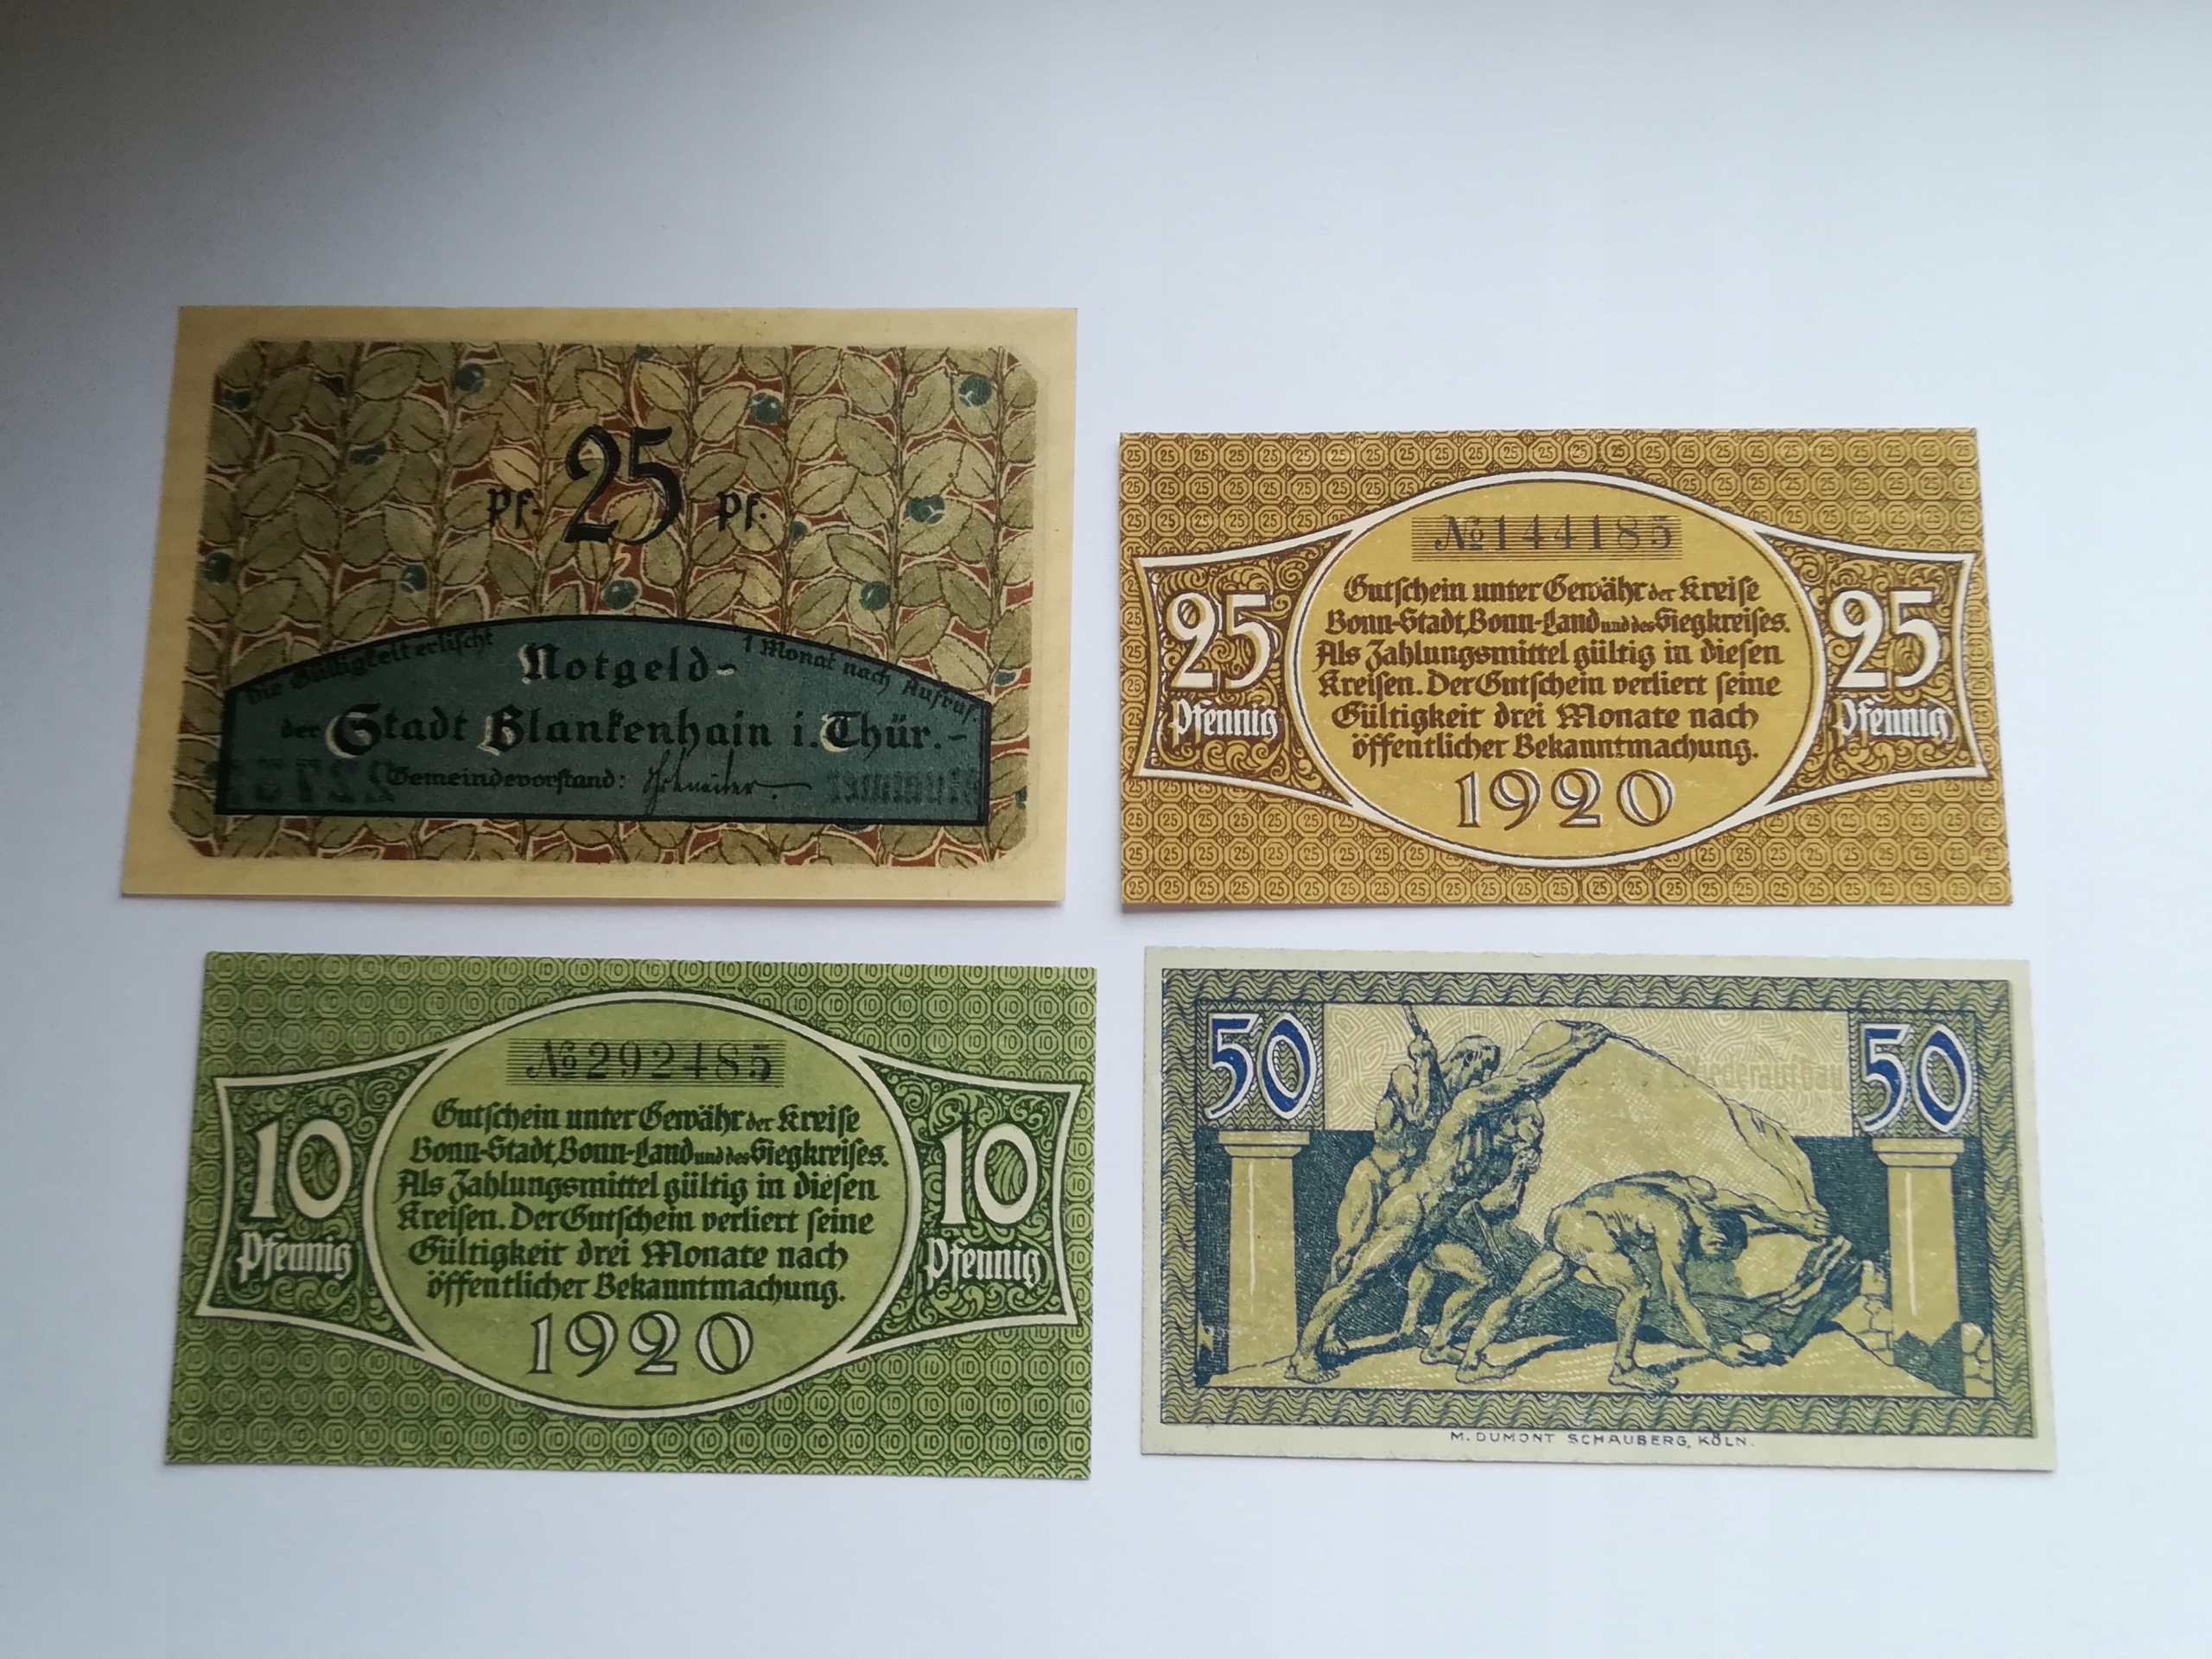 Pf. 25 Pf.
Die Gültigkeit erlischt 1 Monat nach Aufruf.
Notgeld-
der Stadt Blankenhain i. Thür.-
Gemeindevorstand:
№144185
Gutschein unter Gewähr der Kreise
Bonn-Stadt, Bonn-Land und des Siegkreises.
Als Zahlungsmittel gültig in diesen
Kreisen. Der Gutschein verliert seine
Gültigkeit drei Monate nach
öffentlicher Bekanntmachung.
1920
25
Pfennig
25
Pfennig
№292485
Gutschein unter Gewähr der Kreise
Bonn-Stadt, Bonn-Land und des Siegkreises.
Als Zahlungsmittel gültig in diesen
Kreisen. Der Gutschein verliert seine
Gültigkeit drei Monate nach
öffentlicher Bekanntmachung.
1920
10
Pfennig
10
Pfennig
50 50
Wiederaufbau
M. DUMONT SCHAUBERG, KÖLN.